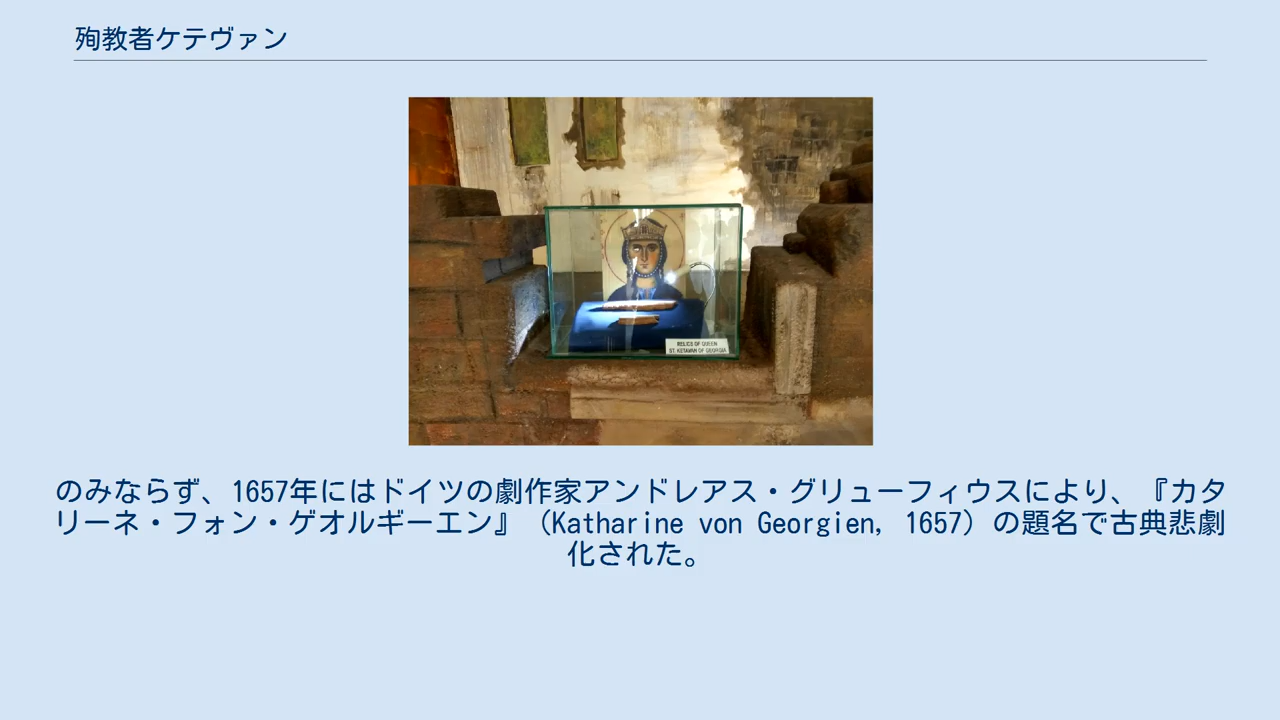 殉教者ケテヴァン
RELICS OF QUEEN
ST. KETAVAN OF GEORGIA
のみならず、1657年にはドイツの劇作家アンドレアス・グリューフィウスにより、『カタ
リーネ・フォン・ゲオルギーエン』（Katharine von Georgien, 1657）の題名で古典悲劇
化された。